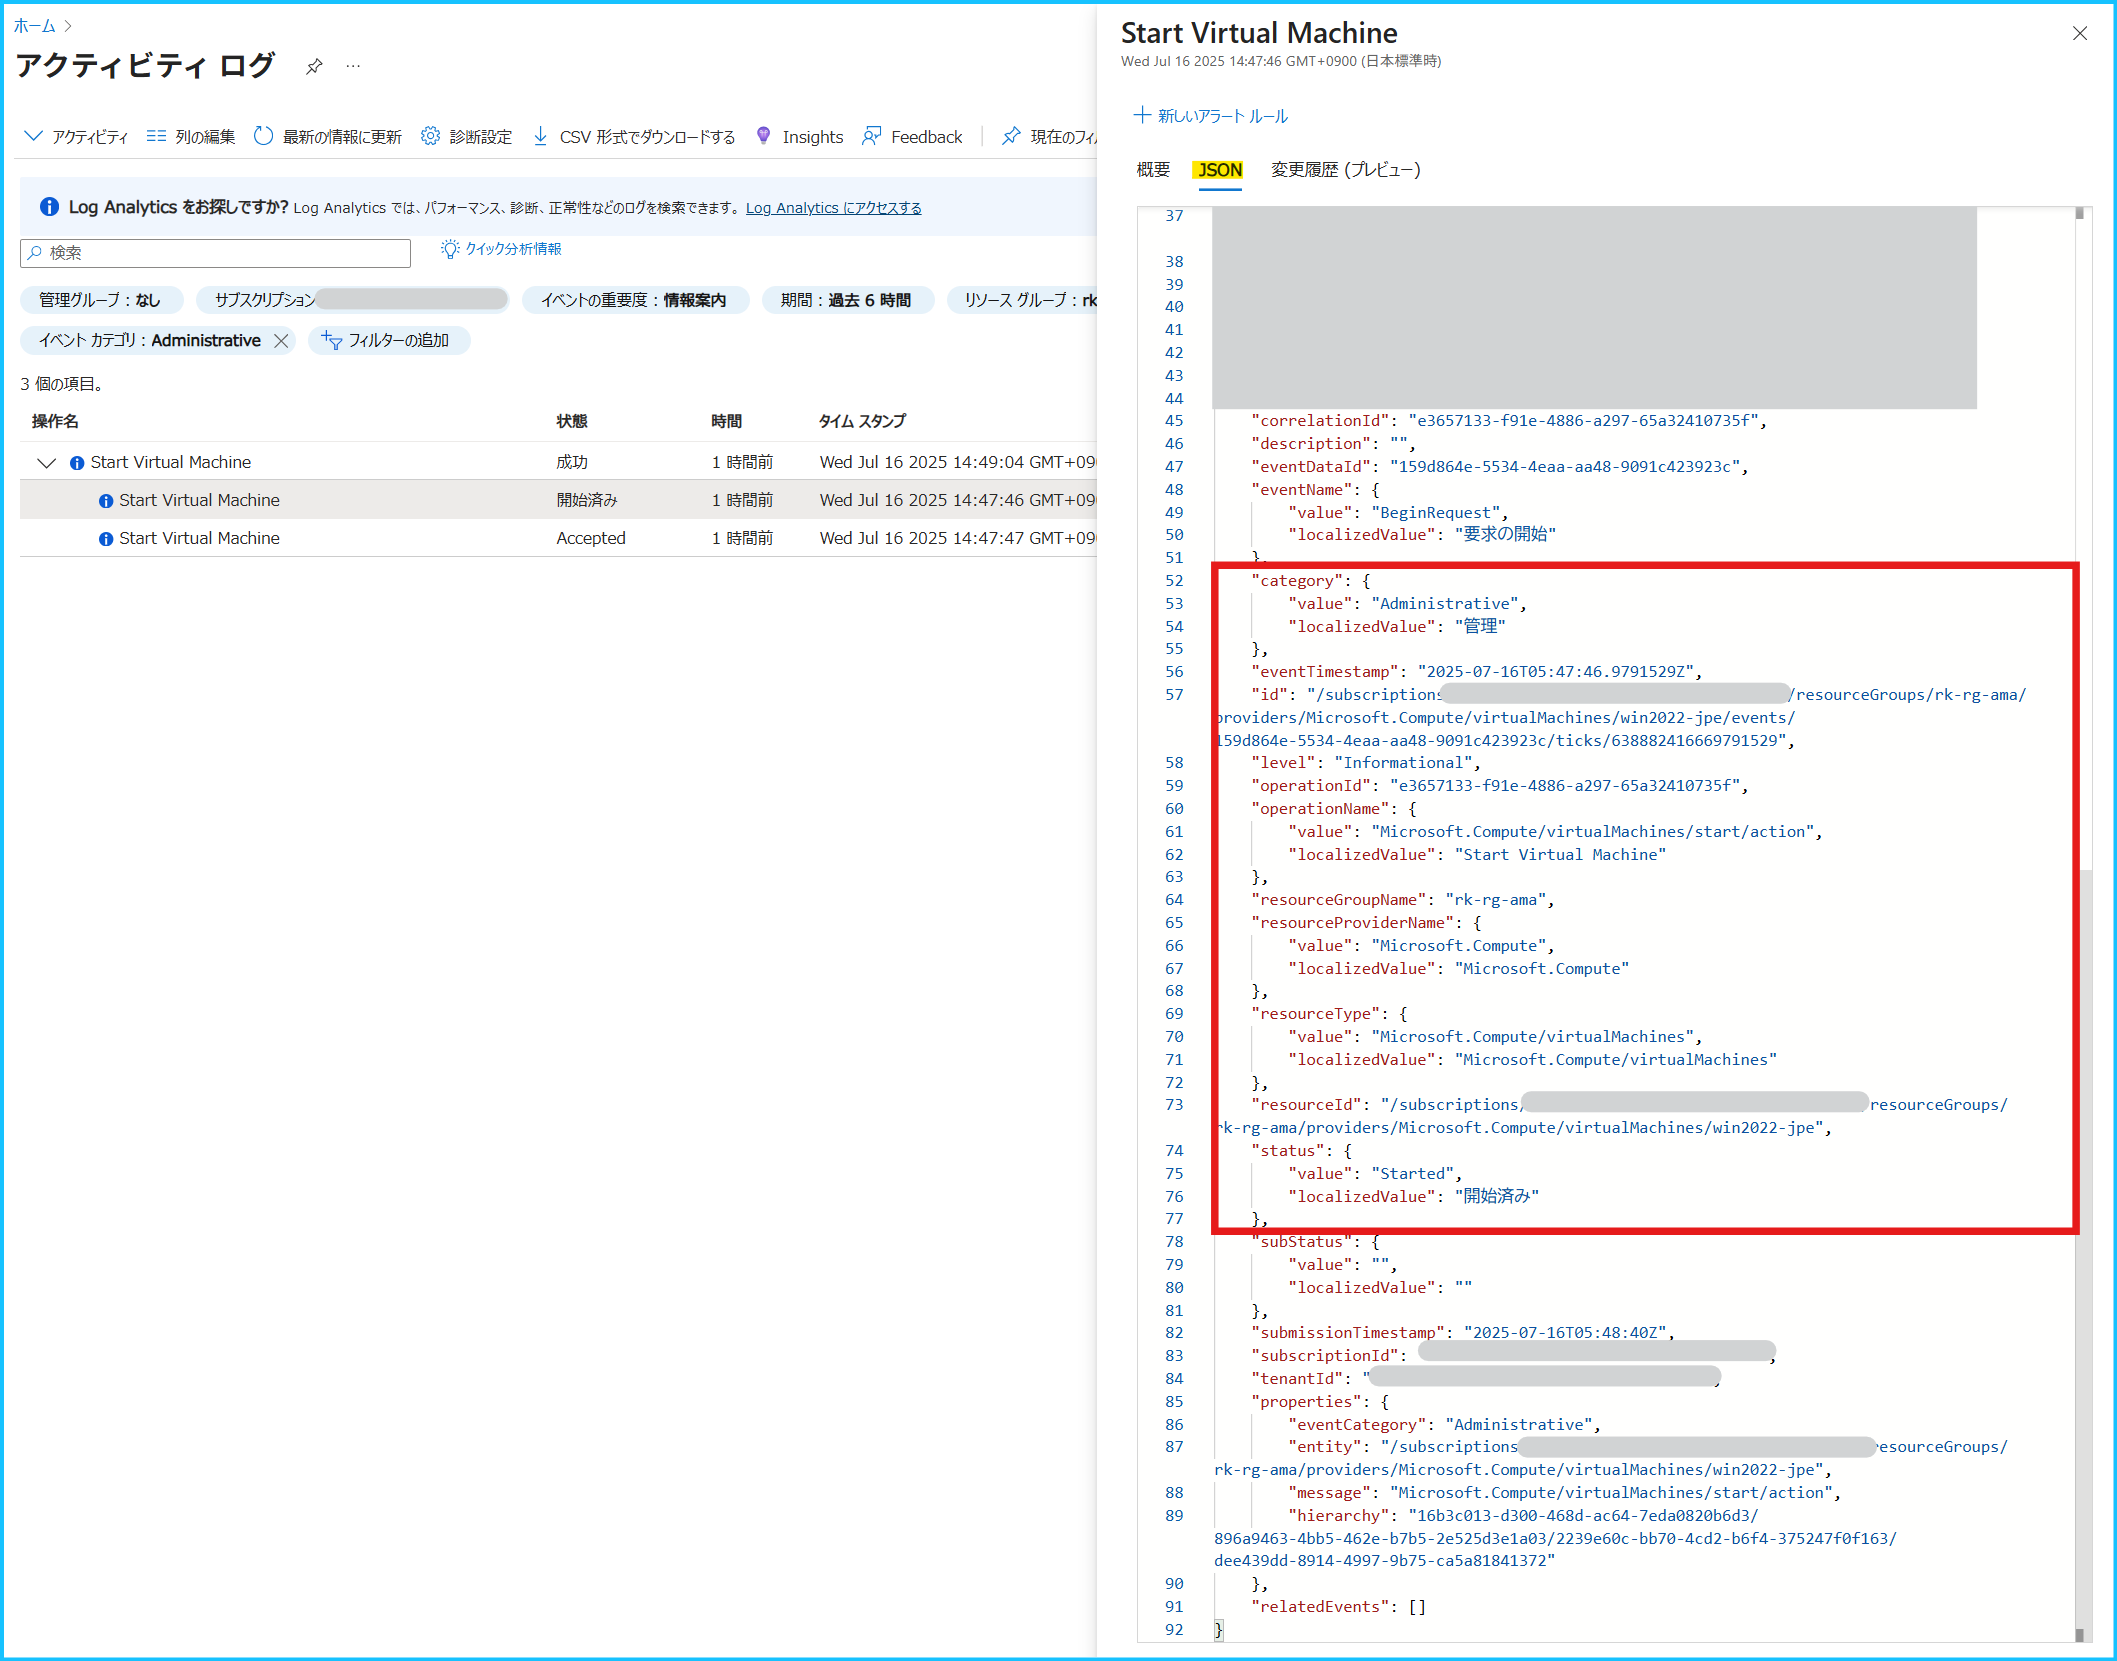 ホーム
アクティビティ ログ
アクティビティ 列の編集 最新の情報に更新 診断設定 CSV 形式でダウンロードする Insights Feedback 現在のフィ
Log Analytics をお探しですか? Log Analytics では、パフォーマンス、診断、正常性などのログを検索できます。 Log Analytics にアクセスする
検索 クイック分析情報
管理グループ : なし サブスクリプション イベントの重要度 : 情報案内 期間 : 過去 6 時間 リソース グループ : rk
イベント カテゴリ : Administrative フィルターの追加
3 個の項目。
操作名 状態 時間 タイム スタンプ
Start Virtual Machine 成功 1 時間前 Wed Jul 16 2025 14:49:04 GMT+09
Start Virtual Machine 開始済み 1 時間前 Wed Jul 16 2025 14:47:46 GMT+09
Start Virtual Machine Accepted 1 時間前 Wed Jul 16 2025 14:47:47 GMT+09
Start Virtual Machine
Wed Jul 16 2025 14:47:46 GMT+0900 (日本標準時)
新しいアラート ルール
概要 JSON 変更履歴 (プレビュー)
37
38
39
40
41
42
43
44
45 "correlationId": "e3657133-f91e-4886-a297-65a32410735f",
46 "description": "",
47 "eventDataId": "159d864e-5534-4eaa-aa48-9091c423923c",
48 "eventName": {
49 "value": "BeginRequest",
50 "localizedValue": "要求の開始"
51 },
52 "category": {
53 "value": "Administrative",
54 "localizedValue": "管理"
55 },
56 "eventTimestamp": "2025-07-16T05:47:46.9791529Z",
57 "id": "/subscriptions /resourceGroups/rk-rg-ama/
providers/Microsoft.Compute/virtualMachines/win2022-jpe/events/
159d864e-5534-4eaa-aa48-9091c423923c/ticks/638882416669791529",
58 "level": "Informational",
59 "operationId": "e3657133-f91e-4886-a297-65a32410735f",
60 "operationName": {
61 "value": "Microsoft.Compute/virtualMachines/start/action",
62 "localizedValue": "Start Virtual Machine"
63 },
64 "resourceGroupName": "rk-rg-ama",
65 "resourceProviderName": {
66 "value": "Microsoft.Compute",
67 "localizedValue": "Microsoft.Compute"
68 },
69 "resourceType": {
70 "value": "Microsoft.Compute/virtualMachines",
71 "localizedValue": "Microsoft.Compute/virtualMachines"
72 },
73 "resourceId": "/subscriptions/ resourceGroups/
rk-rg-ama/providers/Microsoft.Compute/virtualMachines/win2022-jpe",
74 "status": {
75 "value": "Started",
76 "localizedValue": "開始済み"
77 },
78 "subStatus": {
79 "value": "",
80 "localizedValue": ""
81 },
82 "submissionTimestamp": "2025-07-16T05:48:40Z",
83 "subscriptionId": ,
84 "tenantId": " ,
85 "properties": {
86 "eventCategory": "Administrative",
87 "entity": "/subscriptions esourceGroups/
rk-rg-ama/providers/Microsoft.Compute/virtualMachines/win2022-jpe",
88 "message": "Microsoft.Compute/virtualMachines/start/action",
89 "hierarchy": "16b3c013-d300-468d-ac64-7eda0820b6d3/
896a9463-4bb5-462e-b7b5-2e525d3e1a03/2239e60c-bb70-4cd2-b6f4-375247f0f163/
dee439dd-8914-4997-9b75-ca5a81841372"
90 },
91 "relatedEvents": []
92 }